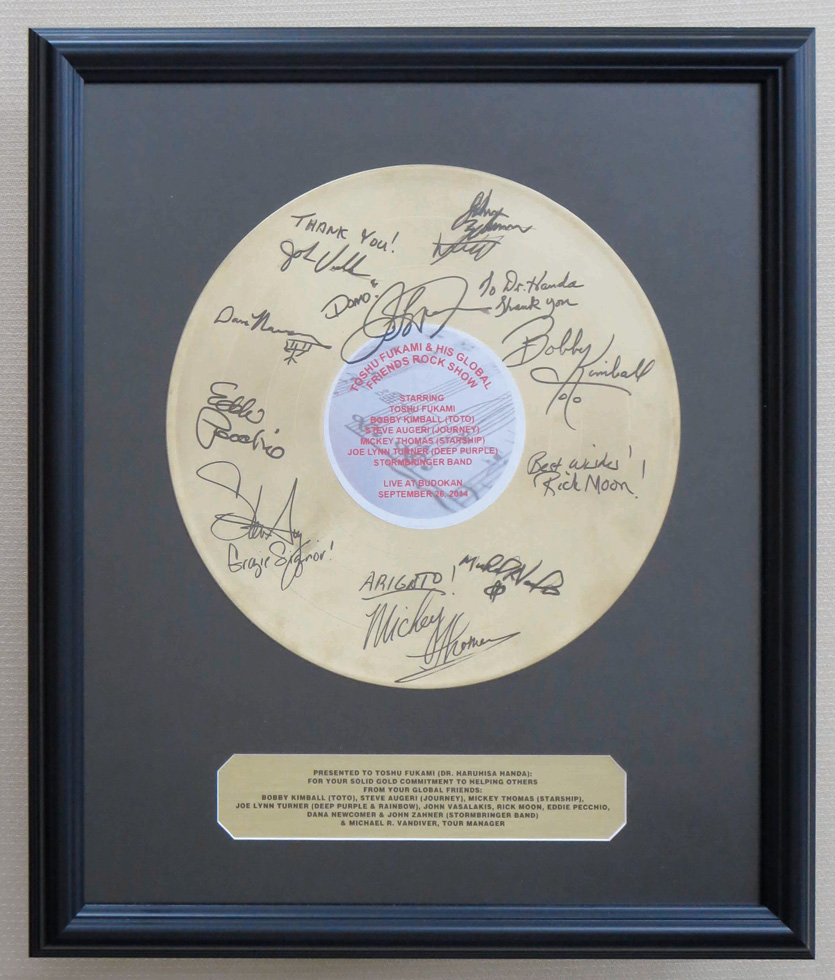 THANK YOU!
DOMO!
To Dr. Handa
Thank you
Bobby
Kimball
Toto
Eddie
Pecchio
Best wishes!!
Rick Moon
Grazie Signor!
ARIGATO!
Mickey
Thomas
TOSHU FUKAMI & HIS GLOBAL
FRIENDS ROCK SHOW
STARRING
TOSHU FUKAMI
BOBBY KIMBALL (TOTO)
STEVE AUGERI (JOURNEY)
MICKEY THOMAS (STARSHIP)
JOE LYNN TURNER (DEEP PURPLE)
STORMBRINGER BAND
LIVE AT BUDOKAN
SEPTEMBER 26, 2014
PRESENTED TO TOSHU FUKAMI (DR. HARUHISA HANDA):
FOR YOUR SOLID GOLD COMMITMENT TO HELPING OTHERS
FROM YOUR GLOBAL FRIENDS:
BOBBY KIMBALL (TOTO), STEVE AUGERI (JOURNEY), MICKEY THOMAS (STARSHIP),
JOE LYNN TURNER (DEEP PURPLE & RAINBOW), JOHN VASALAKIS, RICK MOON, EDDIE PECCHIO,
DANA NEWCOMER & JOHN ZAHNER (STORMBRINGER BAND)
& MICHAEL R. VANDIVER, TOUR MANAGER